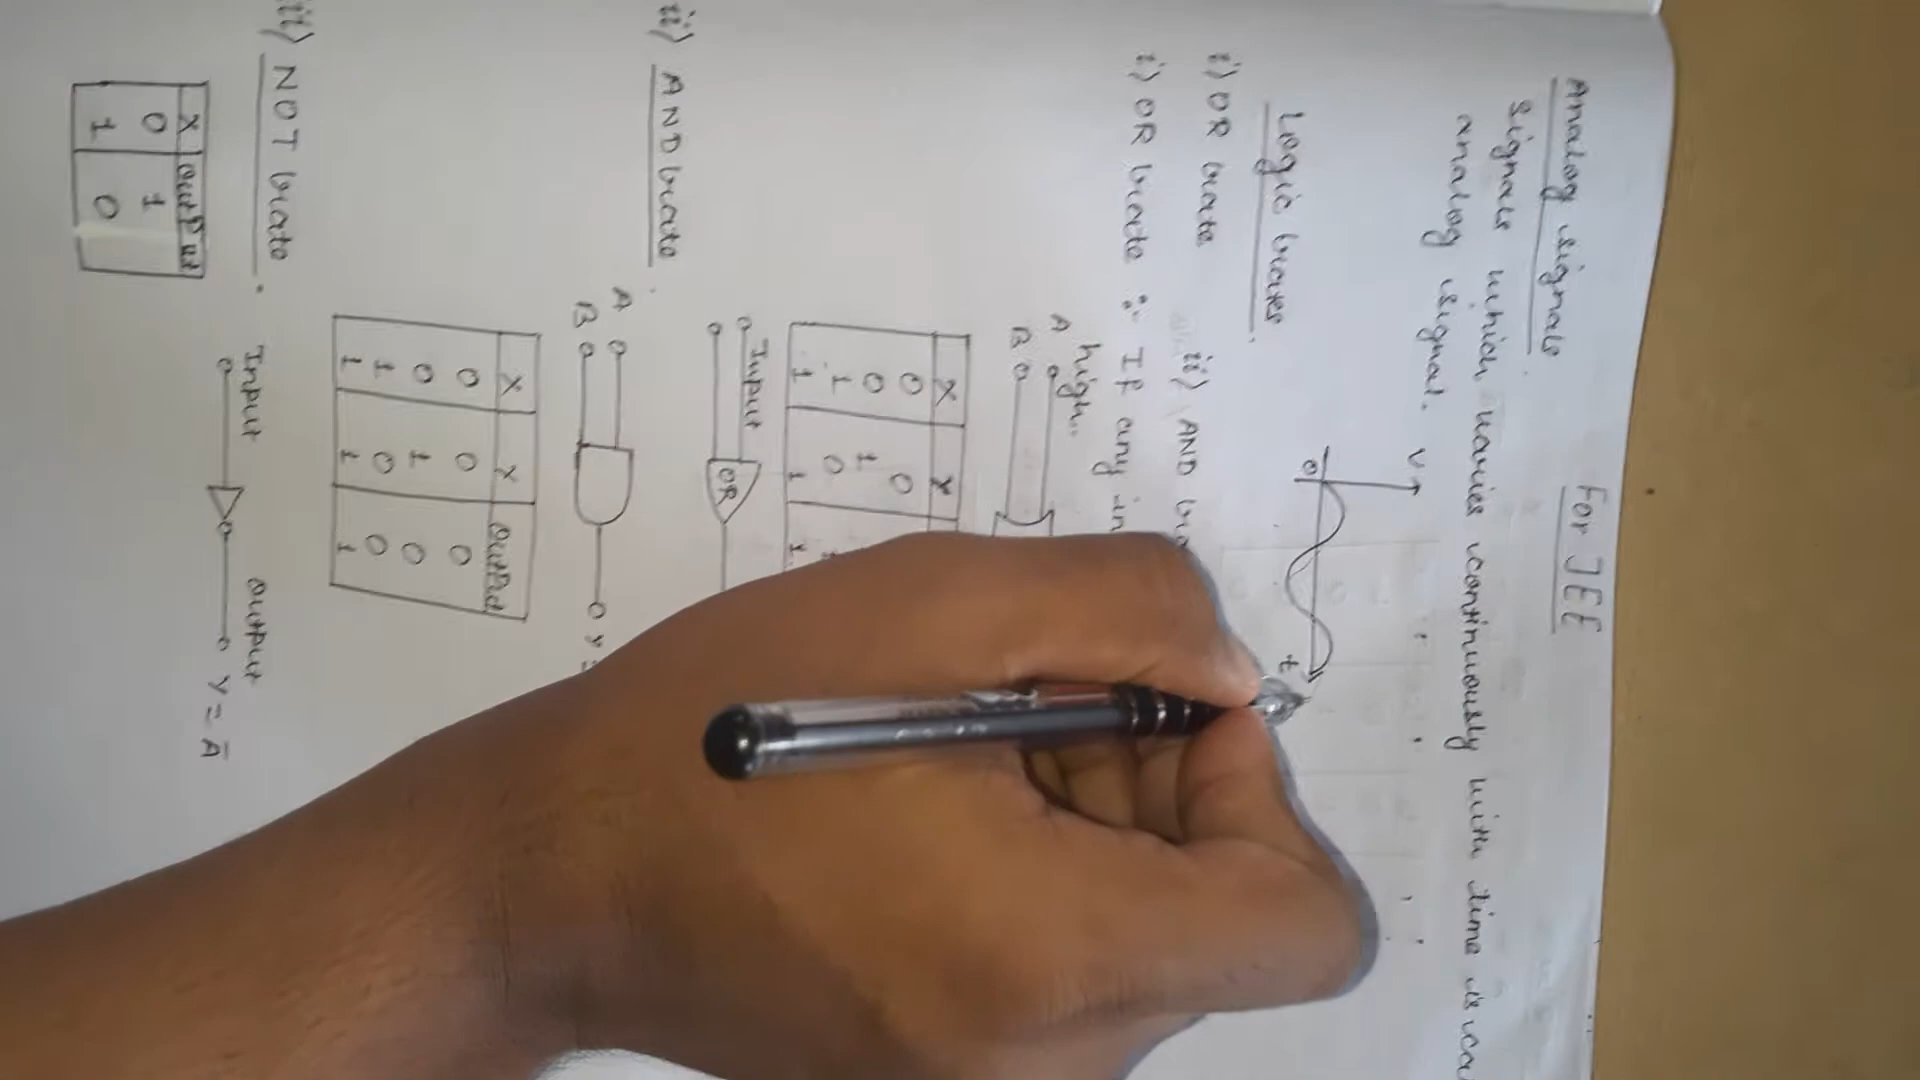 For JEE
Analog signals
signals which varies continuously with time is
analog signal.
V
0
t
Logic Gates
i) OR Gate ii) AND
i) OR Gate : If any in
high..
A
B
X Y
0 0
0 1
1 0
1 1 1
Input
OR
ii) AND Gate
A
B
Y =
X Y OutPut
0 0 0
0 1 0
1 0 0
1 1 1
ii) NOT Gate
Input output
Y = Ā
X OutPut
0 1
1 0